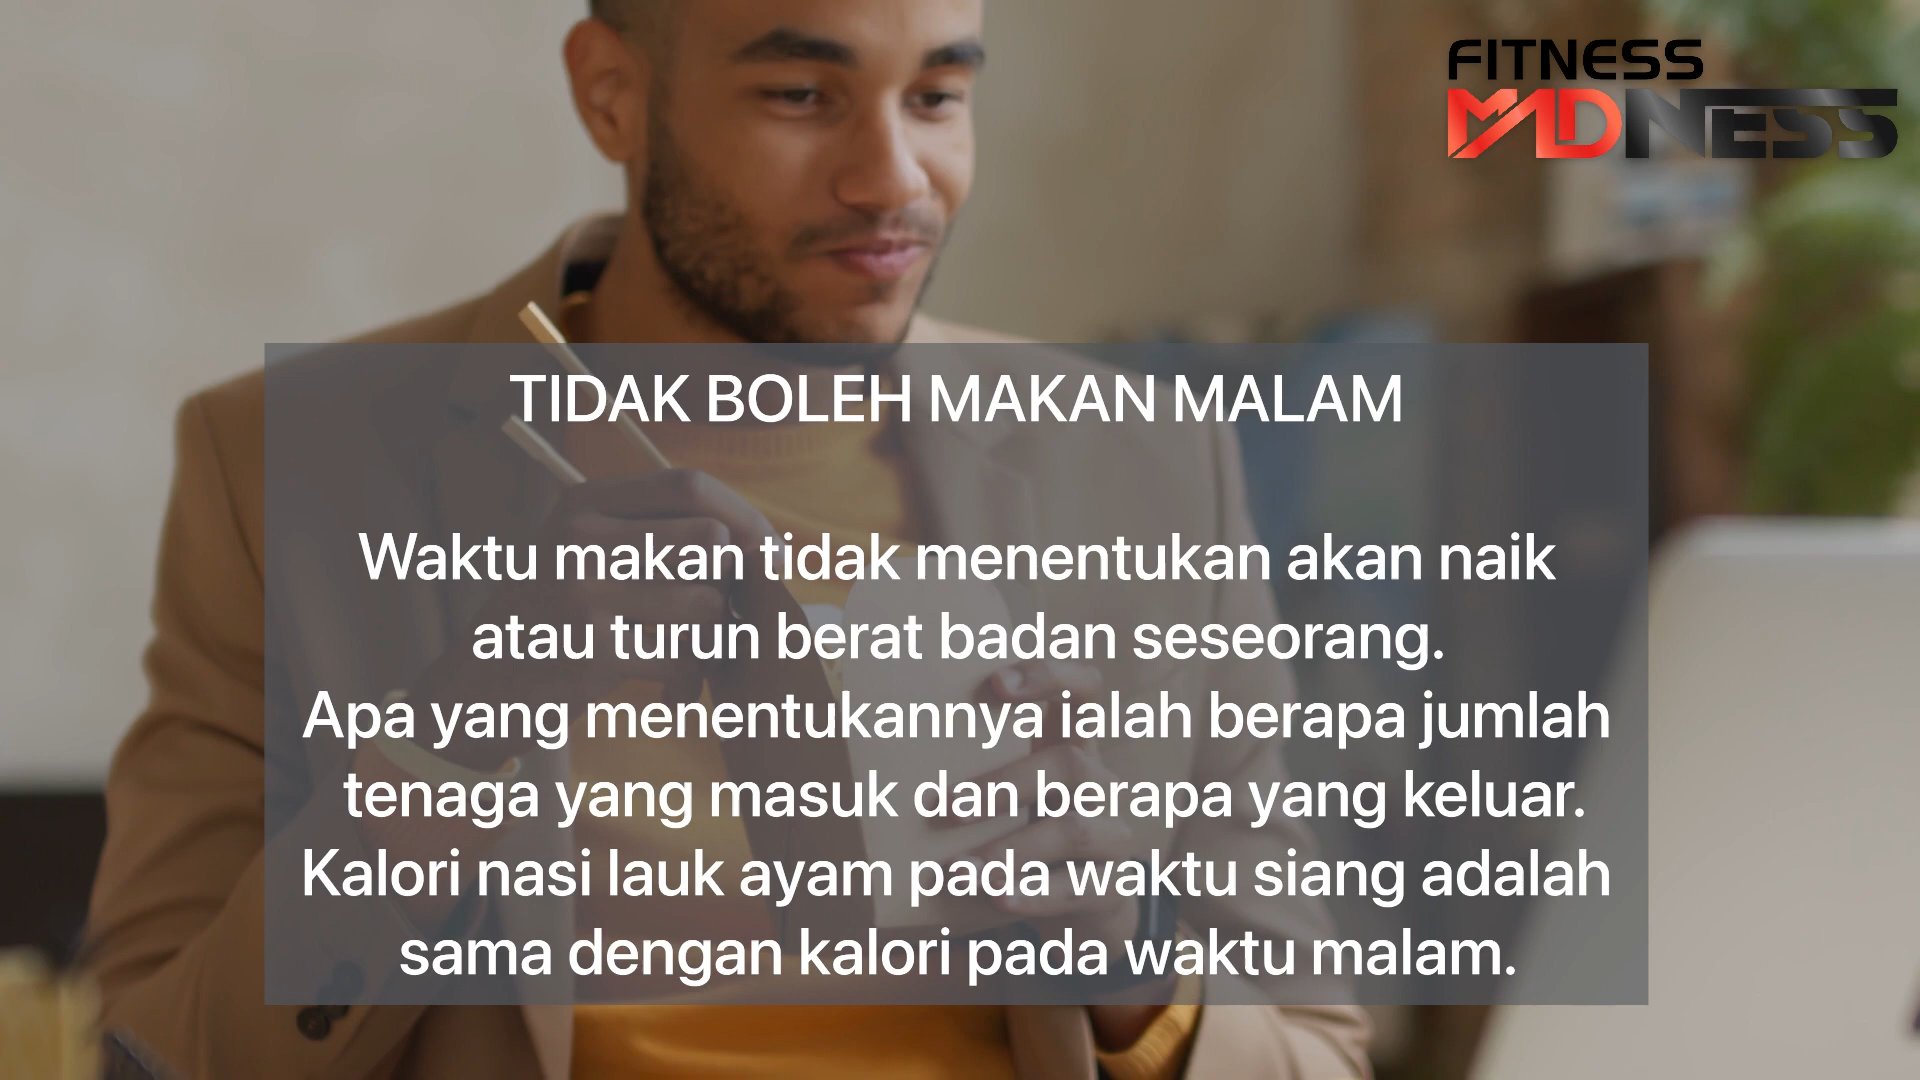 FITNESS
MADNESS
TIDAK BOLEH MAKAN MALAM
Waktu makan tidak menentukan akan naik
atau turun berat badan seseorang.
Apa yang menentukannya ialah berapa jumlah
tenaga yang masuk dan berapa yang keluar.
Kalori nasi lauk ayam pada waktu siang adalah
sama dengan kalori pada waktu malam.